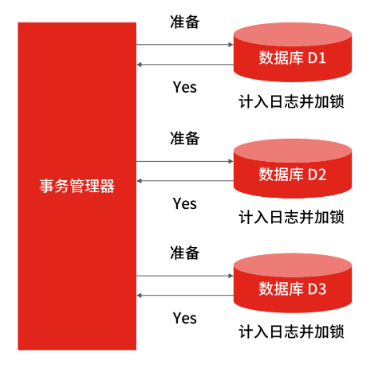 准备
数据库 D1
Yes
计入日志并加锁
准备
数据库 D2
事务管理器
Yes
计入日志并加锁
准备
数据库 D3
Yes
计入日志并加锁